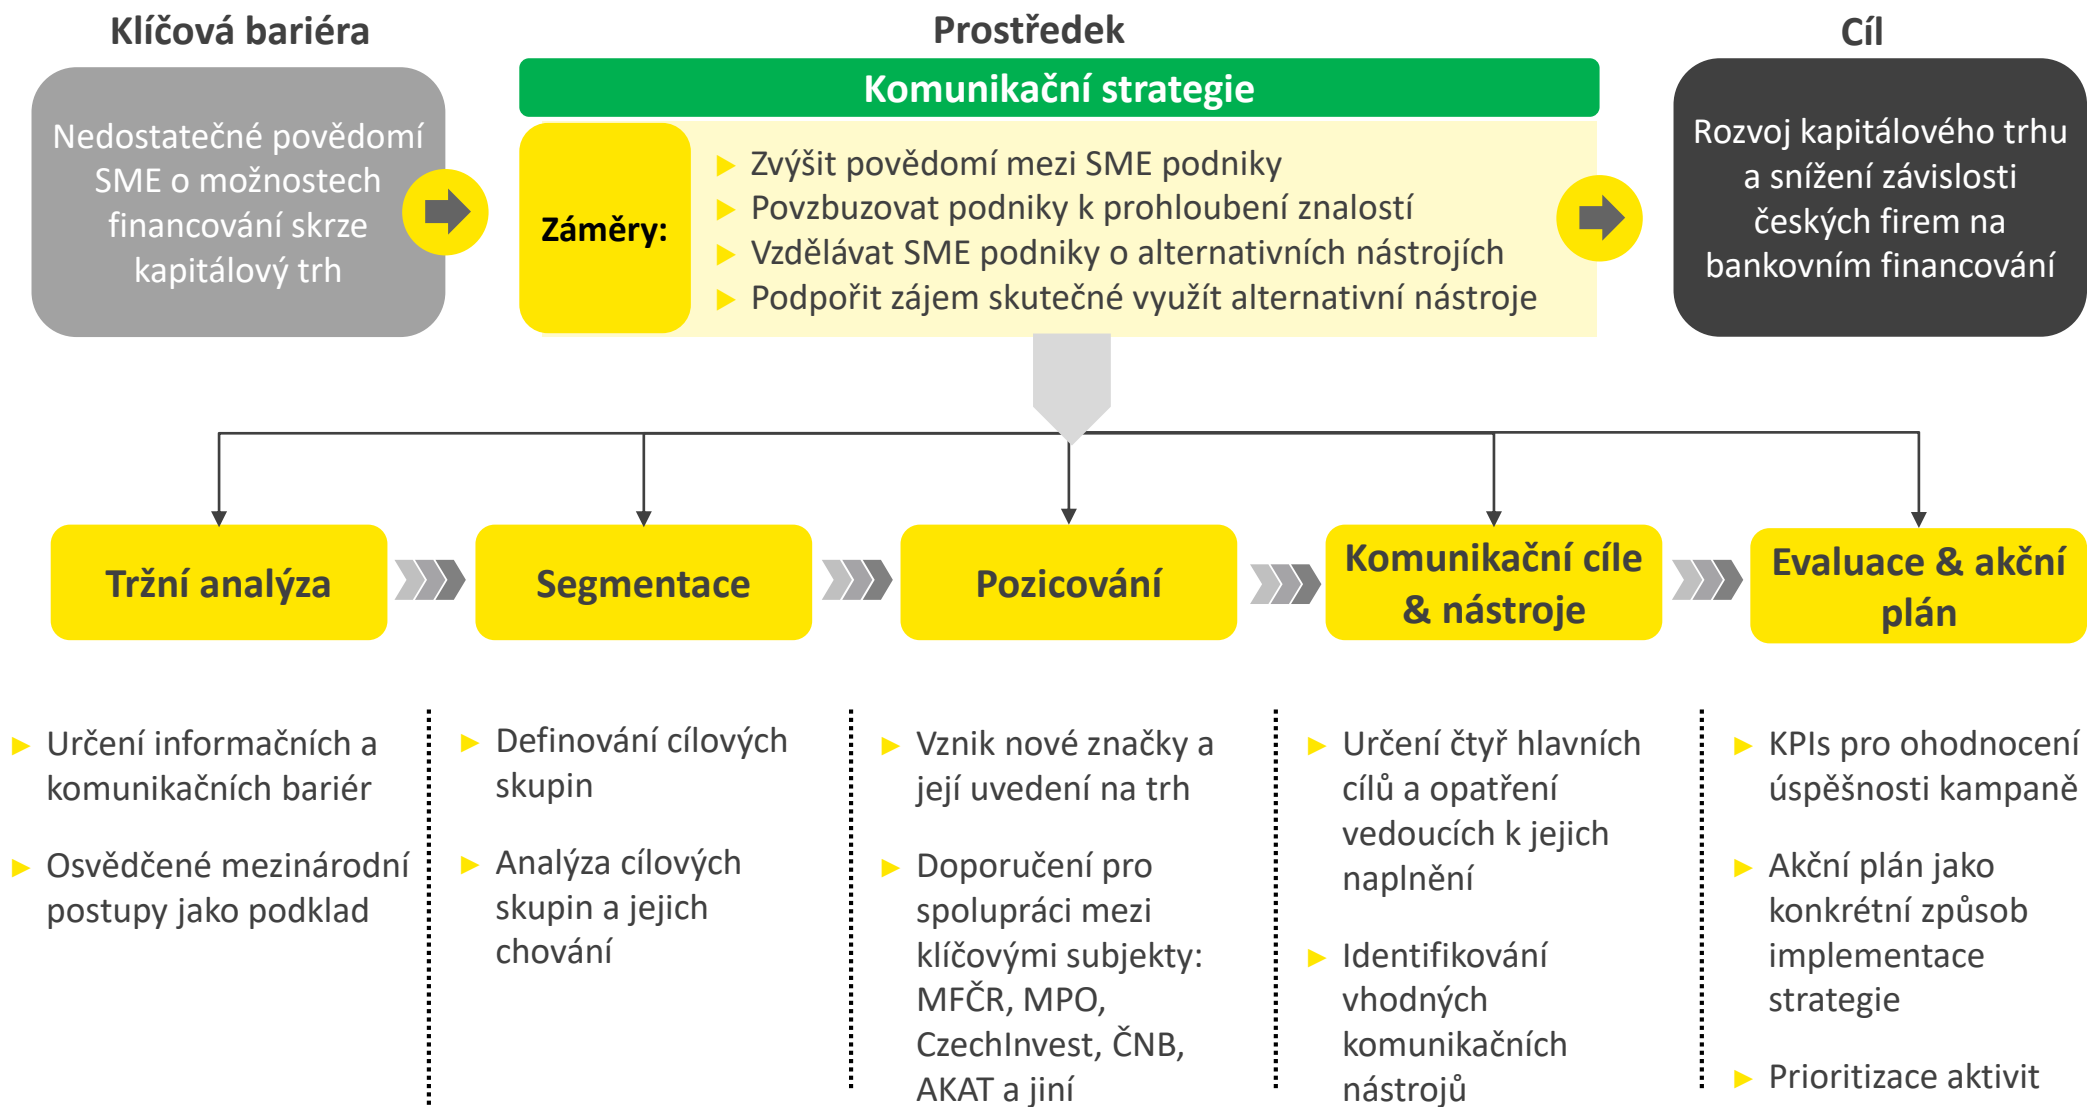 Klíčová bariéra
Prostředek
Cíl
Nedostatečné povědomí
SME o možnostech
financování skrze
kapitálový trh
Komunikační strategie
Záměry:
► Zvýšit povědomí mezi SME podniky
► Povzbuzovat podniky k prohloubení znalostí
► Vzdělávat SME podniky o alternativních nástrojích
► Podpořit zájem skutečné využít alternativní nástroje
Rozvoj kapitálového trhu
a snížení závislosti
českých firem na
bankovním financování
Tržní analýza
Segmentace
Pozicování
Komunikační cíle
& nástroje
Evaluace & akční
plán
► Určení informačních a
komunikačních bariér
► Osvědčené mezinárodní
postupy jako podklad
► Definování cílových
skupin
► Analýza cílových
skupin a jejich
chování
► Vznik nové značky a
její uvedení na trh
► Doporučení pro
spolupráci mezi
klíčovými subjekty:
MFČR, MPO,
CzechInvest, ČNB,
AKAT a jiní
► Určení čtyř hlavních
cílů a opatření
vedoucích k jejich
naplnění
► Identifikování
vhodných
komunikačních
nástrojů
► KPIs pro ohodnocení
úspěšnosti kampaně
► Akční plán jako
konkrétní způsob
implementace
strategie
► Prioritizace aktivit